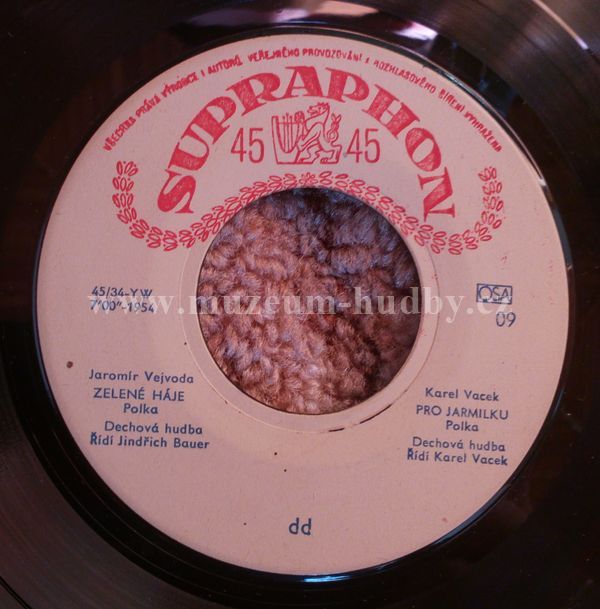 VŠECHNA PRÁVA VÝROBCE I AUTORŮ VEŘEJNÉHO PROVOZOVÁNÍ A ROZHLASOVÉHO ŠÍŘENÍ VYHRAŽENA
SUPRAPHON
45 45
45/34-YW
7"00"-1954
OSA
09
www.muzeum-hudby.cz
Jaromír Vejvoda
ZELENÉ HÁJE
Polka
Dechová hudba
Řídí Jindřich Bauer
Karel Vacek
PRO JARMILKU
Polka
Dechová hudba
Řídí Karel Vacek
dd